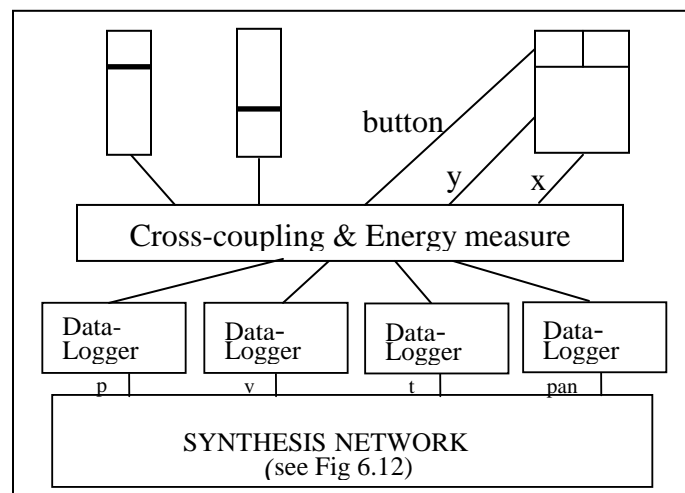 button
y
x
Cross-coupling & Energy measure
Data-
Logger
Data-
Logger
Data-
Logger
Data-
Logger
p
v
t
pan
SYNTHESIS NETWORK
(see Fig 6.12)